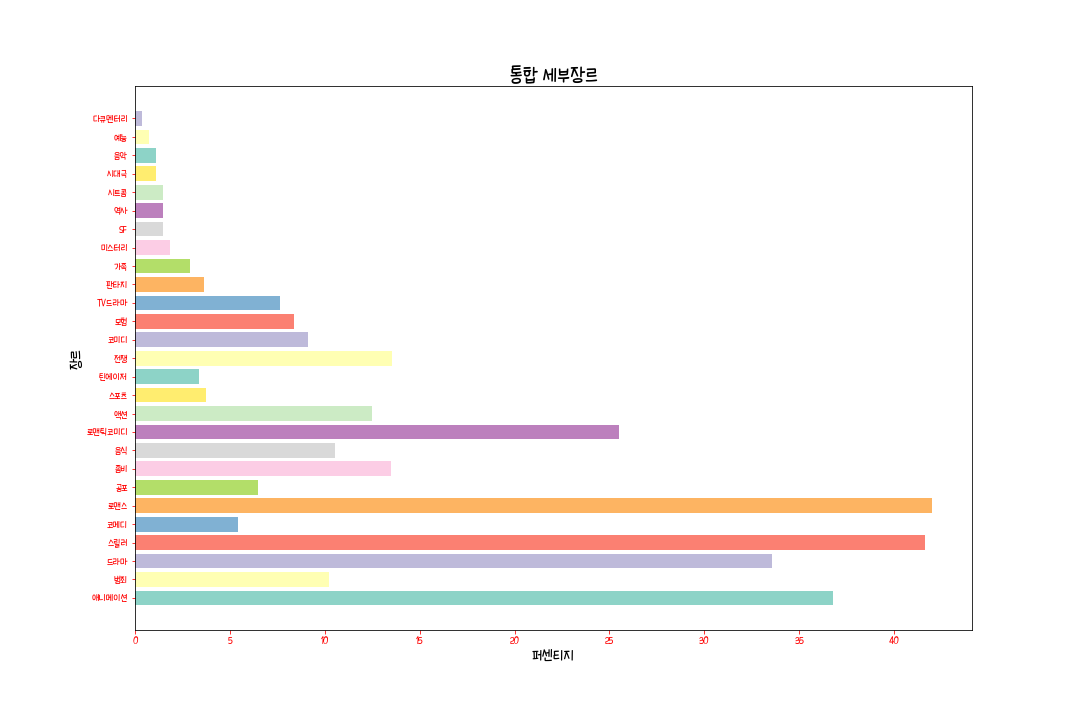 통합 세부장르
다큐멘터리
예능
음악
시대극
시트콤
역사
SF
미스터리
가족
판타지
TV드라마
모험
코미디
전쟁
틴에이저
스포츠
액션
로맨틱코미디
음식
좀비
공포
로맨스
코메디
스릴러
드라마
범죄
애니메이션
장르
0 5 10 15 20 25 30 35 40
퍼센티지